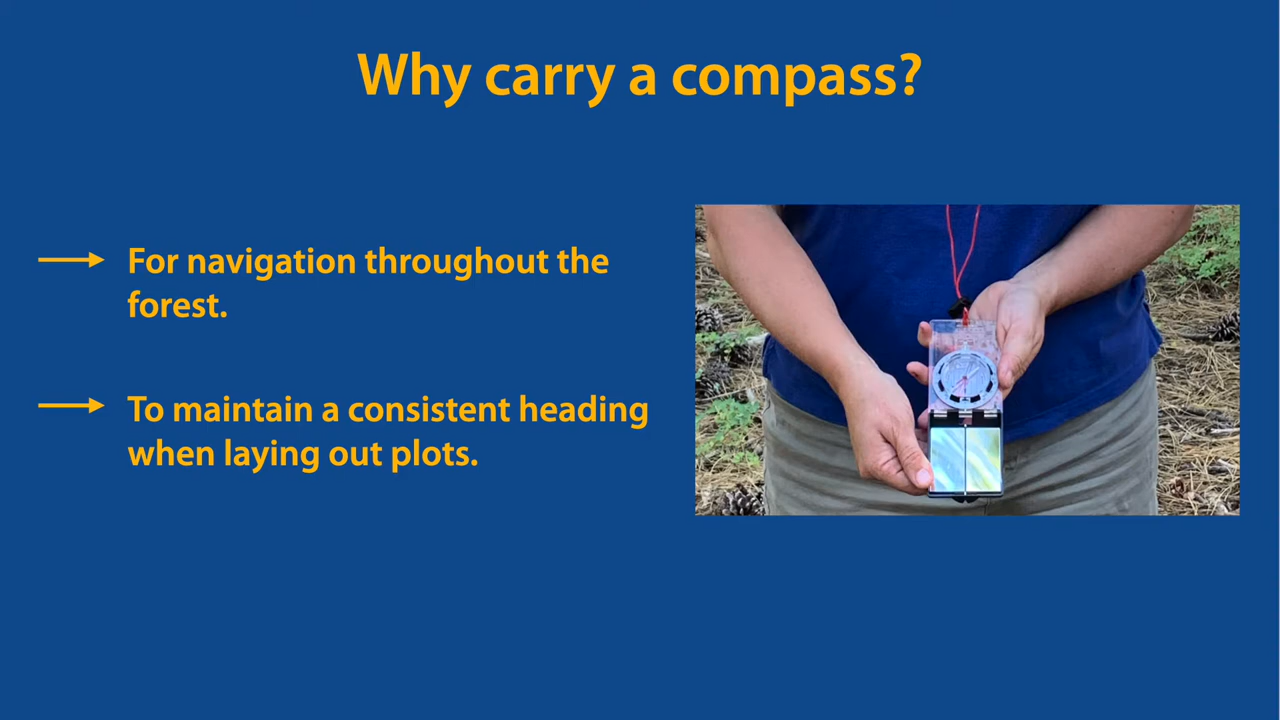 Why carry a compass?
For navigation throughout the
forest.
To maintain a consistent heading
when laying out plots.